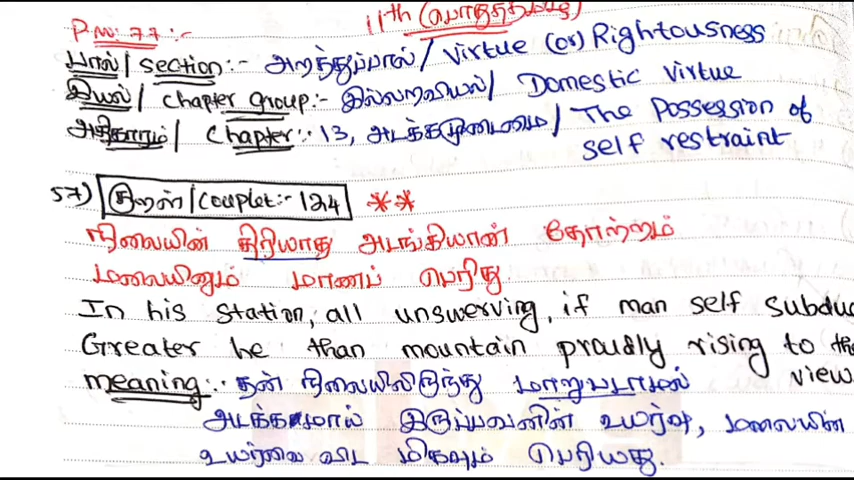 11th (பொதுத்தமிழ்)
P.No: 77:-
பால் / section:- அறத்துப்பால் / Virtue (or) Rightousness
இயல் / chapter group:- இல்லறவியல் / Domestic virtue
அதிகாரம் / Chapter:- 13, அடக்கமுடைமை / The Possession of
self restraint
57) குறள் / Couplet:- 124 **
நிலையின் திரியாது அடங்கியான் தோற்றம்
மலையினும் மாணப் பெரிது.
In his station, all unswerving, if man self subdu
Greater he than mountain proudly rising to the
view
meaning:- தன் நிலையிலிருந்து மாறுபடாமல்
அடக்கமாய் இருப்பவனின் உயர்வு, மலையின்
உயர்வை விட மிகவும் பெரியது.